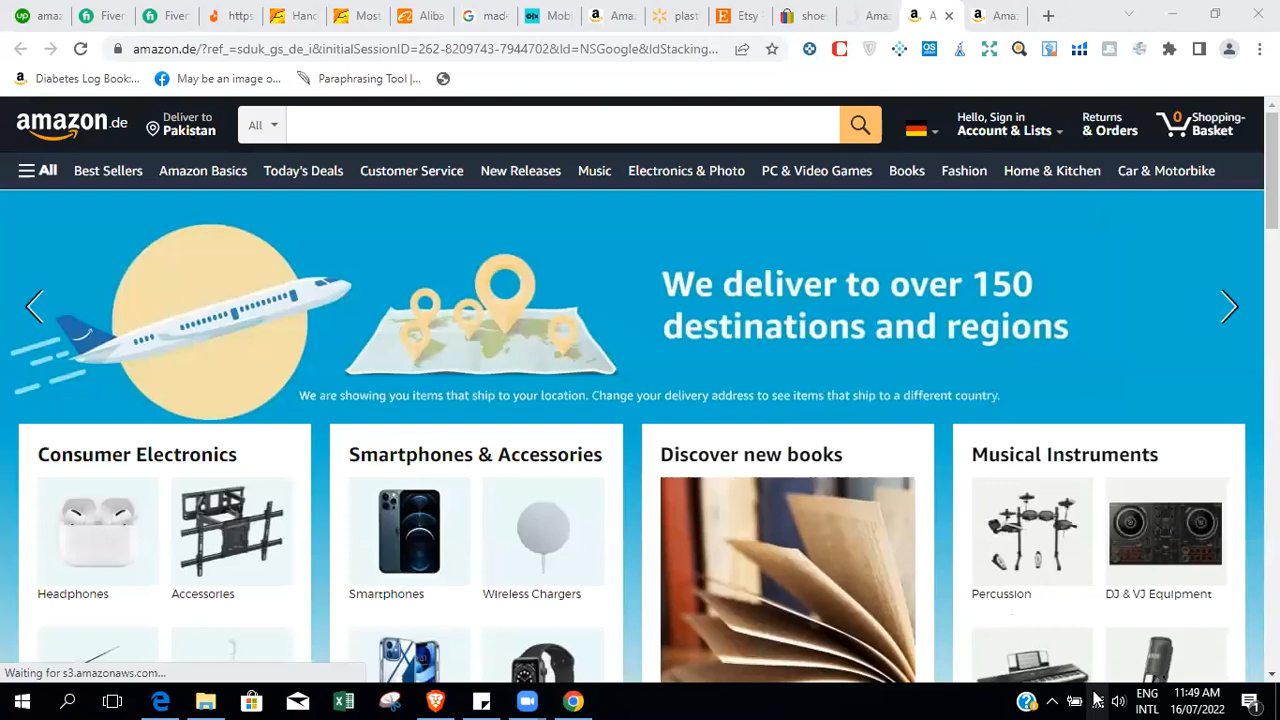 amaz
Fiver
Fiver
https
Hand
Most
Aliba
made
Mobi
Amaz
plast
Etsy
shoe
Amaz
A
Amaz
amazon.de/?ref_=sduk_gs_de_i&initialSessionID=262-8209743-7944702&ld=NSGoogle&ldStacking...
Diabetes Log Book:...
May be an image o...
Paraphrasing Tool |...
amazon.de
Deliver to
Pakistan
All
Hello, Sign in
Account & Lists
Returns
& Orders
0
Shopping-
Basket
All
Best Sellers
Amazon Basics
Today's Deals
Customer Service
New Releases
Music
Electronics & Photo
PC & Video Games
Books
Fashion
Home & Kitchen
Car & Motorbike
We deliver to over 150
destinations and regions
We are showing you items that ship to your location. Change your delivery address to see items that ship to a different country.
Consumer Electronics
Headphones
Accessories
Smartphones & Accessories
Smartphones
Wireless Chargers
Discover new books
Musical Instruments
Percussion
DJ & VJ Equipment
Waiting for s3.amazonaws.com...
ENG
INTL
11:49 AM
16/07/2022